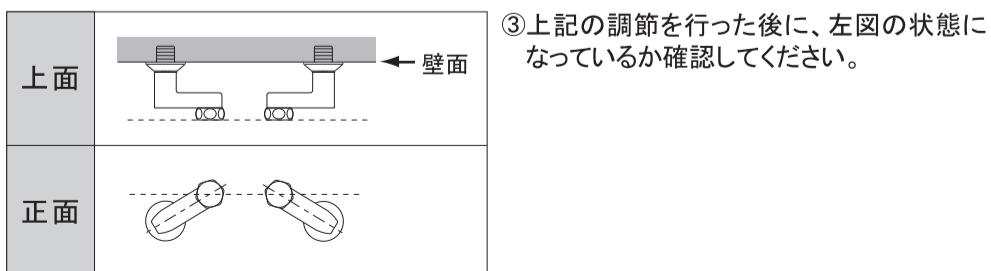 ③上記の調節を行った後に、左図の状態に
なっているか確認してください。
上面
壁面
正面